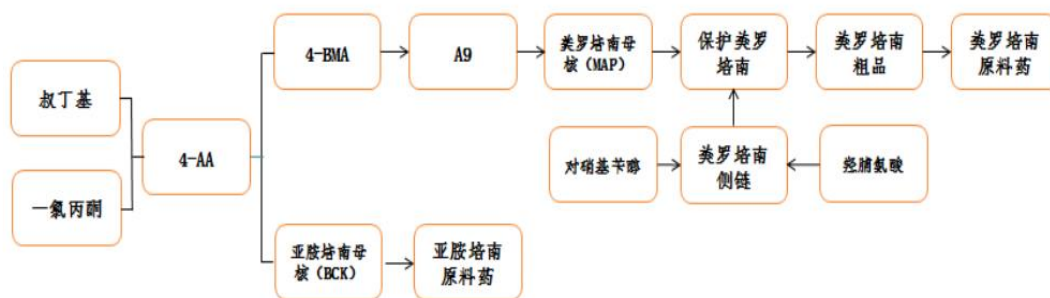 叔丁基
一氯丙酮
4-AA
4-BMA
A9
美罗培南母
核（MAP）
保护美罗
培南
美罗培南
粗品
美罗培南
原料药
对硝基苄醇
美罗培南
侧链
羟脯氨酸
亚胺培南母
核（BCK）
亚胺培南
原料药